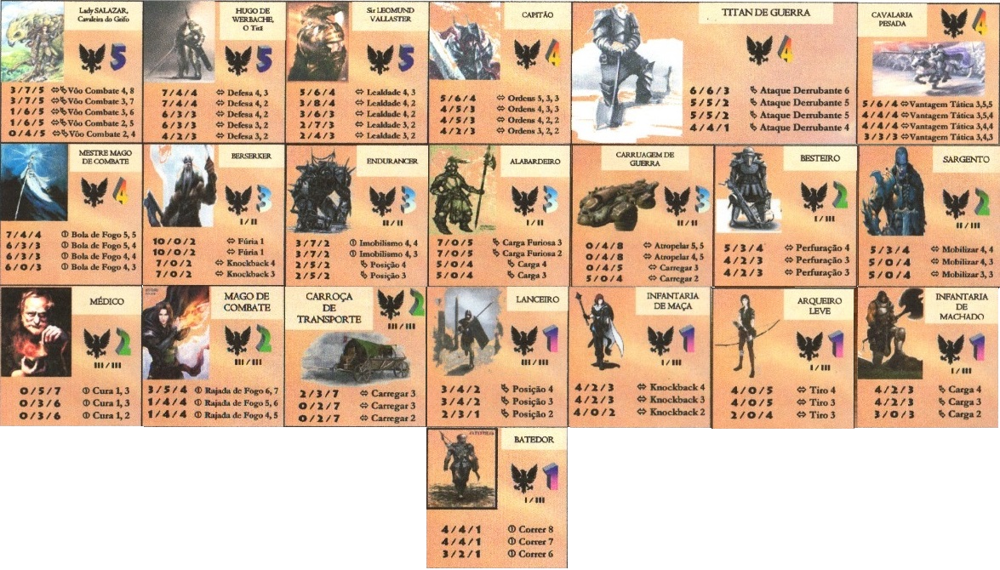 Lady SALAZAR,
Cavaleira do Grifo
5
3/7/5 ⇔ Vôo Combate 4, 8
3/7/5 ⇔ Vôo Combate 3, 7
1/6/5 ⇔ Vôo Combate 3, 6
1/6/5 ⇔ Vôo Combate 2, 5
0/4/5 ⇔ Vôo Combate 2, 4
HUGO DE
WERBACHE,
O Titã
5
7/4/4 ⇔ Defesa 4, 3
7/4/4 ⇔ Defesa 4, 2
6/3/3 ⇔ Defesa 4, 2
6/3/3 ⇔ Defesa 3, 2
4/2/3 ⇔ Defesa 3, 2
Sir LEOMUND
VALLASTER
5
5/6/4 ⇔ Lealdade 4, 3
3/8/4 ⇔ Lealdade 4, 2
3/6/3 ⇔ Lealdade 4, 2
2/7/3 ⇔ Lealdade 3, 2
2/4/3 ⇔ Lealdade 3, 2
CAPITÃO
4
5/6/4 ⇔ Ordens 5, 3, 3
4/5/3 ⇔ Ordens 4, 3, 3
4/5/3 ⇔ Ordens 4, 2, 2
4/2/3 ⇔ Ordens 3, 2, 2
TITAN DE GUERRA
4
6/6/3 Ataque Derrubante 6
5/5/2 Ataque Derrubante 5
5/5/2 Ataque Derrubante 5
4/4/1 Ataque Derrubante 4
CAVALARIA
PESADA
4
5/6/4 ⇔ Vantagem Tática 3,5,5
4/4/4 ⇔ Vantagem Tática 3,5,4
4/4/4 ⇔ Vantagem Tática 3,4,4
3/3/3 ⇔ Vantagem Tática 3,4,3
MESTRE MAGO
DE COMBATE
4
7/4/4 ① Bola de Fogo 5, 5
6/3/3 ① Bola de Fogo 5, 4
6/3/3 ① Bola de Fogo 4, 4
6/0/3 ① Bola de Fogo 4, 3
BERSERKER
3
I/II
10/0/2 ⇔ Fúria 1
10/0/2 ⇔ Fúria 1
7/0/2 ⇔ Knockback 4
7/0/2 ⇔ Knockback 3
ENDURANCER
3
II/II
3/7/2 ① Imobilismo 4, 4
3/7/2 ① Imobilismo 4, 3
2/5/2 Posição 4
2/5/2 Posição 3
ALABARDEIRO
3
I/II
7/0/5 Carga Furiosa 3
7/0/5 Carga Furiosa 2
5/0/4 Carga 4
5/0/4 Carga 3
CARRUAGEM DE
GUERRA
3
II/II
0/4/8 ⇔ Atropelar 5, 5
0/4/8 ⇔ Atropelar 4, 5
0/4/5 ⇔ Carregar 3
5/0/4 ⇔ Carregar 2
BESTEIRO
2
I/III
5/3/4 ⇔ Perfuração 4
4/2/3 ⇔ Perfuração 3
4/2/3 ⇔ Perfuração 3
SARGENTO
2
II/III
5/3/4 ⇔ Mobilizar 4, 4
5/0/4 ⇔ Mobilizar 4, 3
5/0/4 ⇔ Mobilizar 3, 3
MÉDICO
2
III/III
0/5/7 ① Cura 1, 3
0/3/6 ① Cura 1, 3
0/3/6 ① Cura 1, 2
MAGO DE
COMBATE
2
III/III
3/5/4 ① Rajada de Fogo 6, 7
1/4/4 ① Rajada de Fogo 5, 6
1/4/4 ① Rajada de Fogo 4, 5
CARROÇA
DE
TRANSPORTE
2
III/III
2/3/7 ⇔ Carregar 3
0/2/7 ⇔ Carregar 3
0/2/7 ⇔ Carregar 2
LANCEIRO
1
II/III
3/4/2 Posição 4
3/4/2 Posição 3
2/3/1 Posição 2
INFANTARIA
DE MAÇA
1
I/III
4/2/3 ⇔ Knockback 4
4/2/3 ⇔ Knockback 3
4/0/2 ⇔ Knockback 2
ARQUEIRO
LEVE
1
I/III
4/0/5 ⇔ Tiro 4
4/0/5 ⇔ Tiro 3
2/0/4 ⇔ Tiro 3
INFANTARIA
DE
MACHADO
1
I/III
4/2/3 Carga 4
4/2/3 Carga 3
3/0/3 Carga 2
BATEDOR
1
I/III
4/4/1 ① Correr 8
4/4/1 ① Correr 7
3/2/1 ① Correr 6